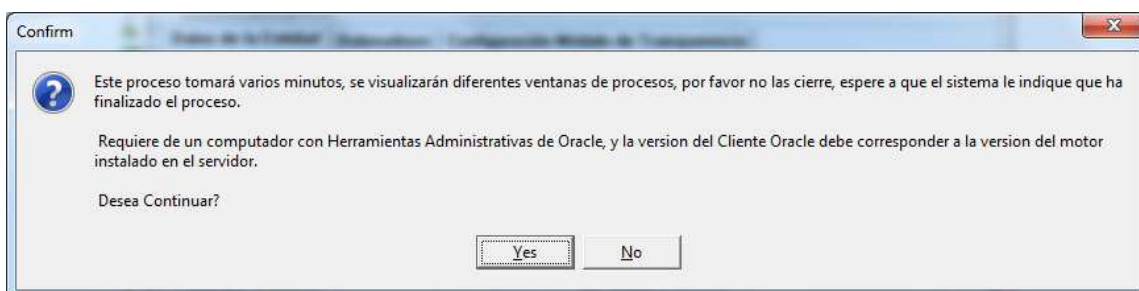 Confirm
Este proceso tomará varios minutos, se visualizarán diferentes ventanas de procesos, por favor no las cierre, espere a que el sistema le indique que ha
finalizado el proceso.
Requiere de un computador con Herramientas Administrativas de Oracle, y la version del Cliente Oracle debe corresponder a la version del motor
instalado en el servidor.
Desea Continuar?
Yes
No